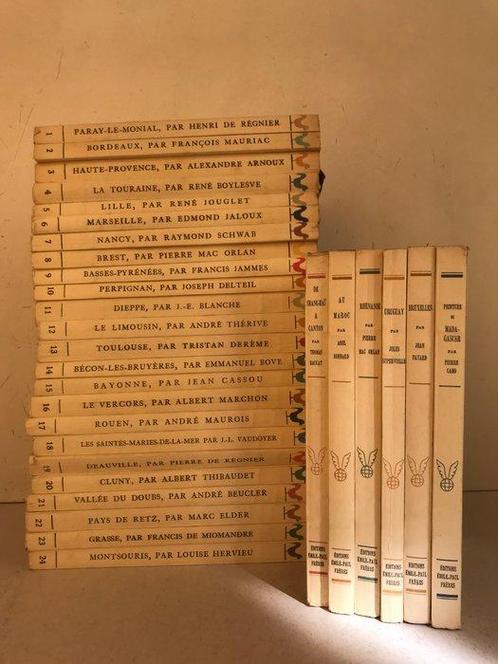 1 PARAY-LE-MONIAL, PAR HENRI DE RÉGNIER
2 BORDEAUX, PAR FRANÇOIS MAURIAC
3 HAUTE-PROVENCE, PAR ALEXANDRE ARNOUX
4 LA TOURAINE, PAR RENÉ BOYLESVE
5 LILLE, PAR RENÉ JOUGLET
6 MARSEILLE, PAR EDMOND JALOUX
7 NANCY, PAR RAYMOND SCHWAB
8 BREST, PAR PIERRE MAC ORLAN
9 BASSES-PYRÉNÉES, PAR FRANCIS JAMMES
10 PERPIGNAN, PAR JOSEPH DELTEIL
11 DIEPPE, PAR J.-E. BLANCHE
12 LE LIMOUSIN, PAR ANDRÉ THÉRIVE
13 TOULOUSE, PAR TRISTAN DERÈME
14 BÉCON-LES-BRUYÈRES, PAR EMMANUEL BOVE
15 BAYONNE, PAR JEAN CASSOU
16 LE VERCORS, PAR ALBERT MARCHON
17 ROUEN, PAR ANDRÉ MAUROIS
18 LES SAINTES-MARIES-DE-LA-MER PAR J.-L. VAUDOYER
19 DEAUVILLE, PAR PIERRE DE RÉGNIER
20 CLUNY, PAR ALBERT THIBAUDET
21 VALLÉE DU DOUBS, PAR ANDRÉ BEUCLER
22 PAYS DE RETZ, PAR MARC ELDER
23 GRASSE, PAR FRANCIS DE MIOMANDRE
24 MONTSOURIS, PAR LOUISE HERVIEU
DE
SHANG-HAÏ
A
CANTON
PAR
THOMAS
RAUCAT
ÉDITIONS
ÉMILE-PAUL
FRÈRES
AU
MAROC
PAR
ABEL
BONNARD
ÉDITIONS
ÉMILE-PAUL
FRÈRES
RHÉNANIE
PAR
PIERRE
MAC ORLAN
ÉDITIONS
ÉMILE-PAUL
FRÈRES
URUGUAY
PAR
JULES
SUPERVIELLE
ÉDITIONS
ÉMILE-PAUL
FRÈRES
BRUXELLES
PAR
JEAN
FAYARD
ÉDITIONS
ÉMILE-PAUL
FRÈRES
PEINTURE
DE
MADA-
GASCAR
PAR
PIERRE
CAMO
ÉDITIONS
ÉMILE-PAUL
FRÈRES